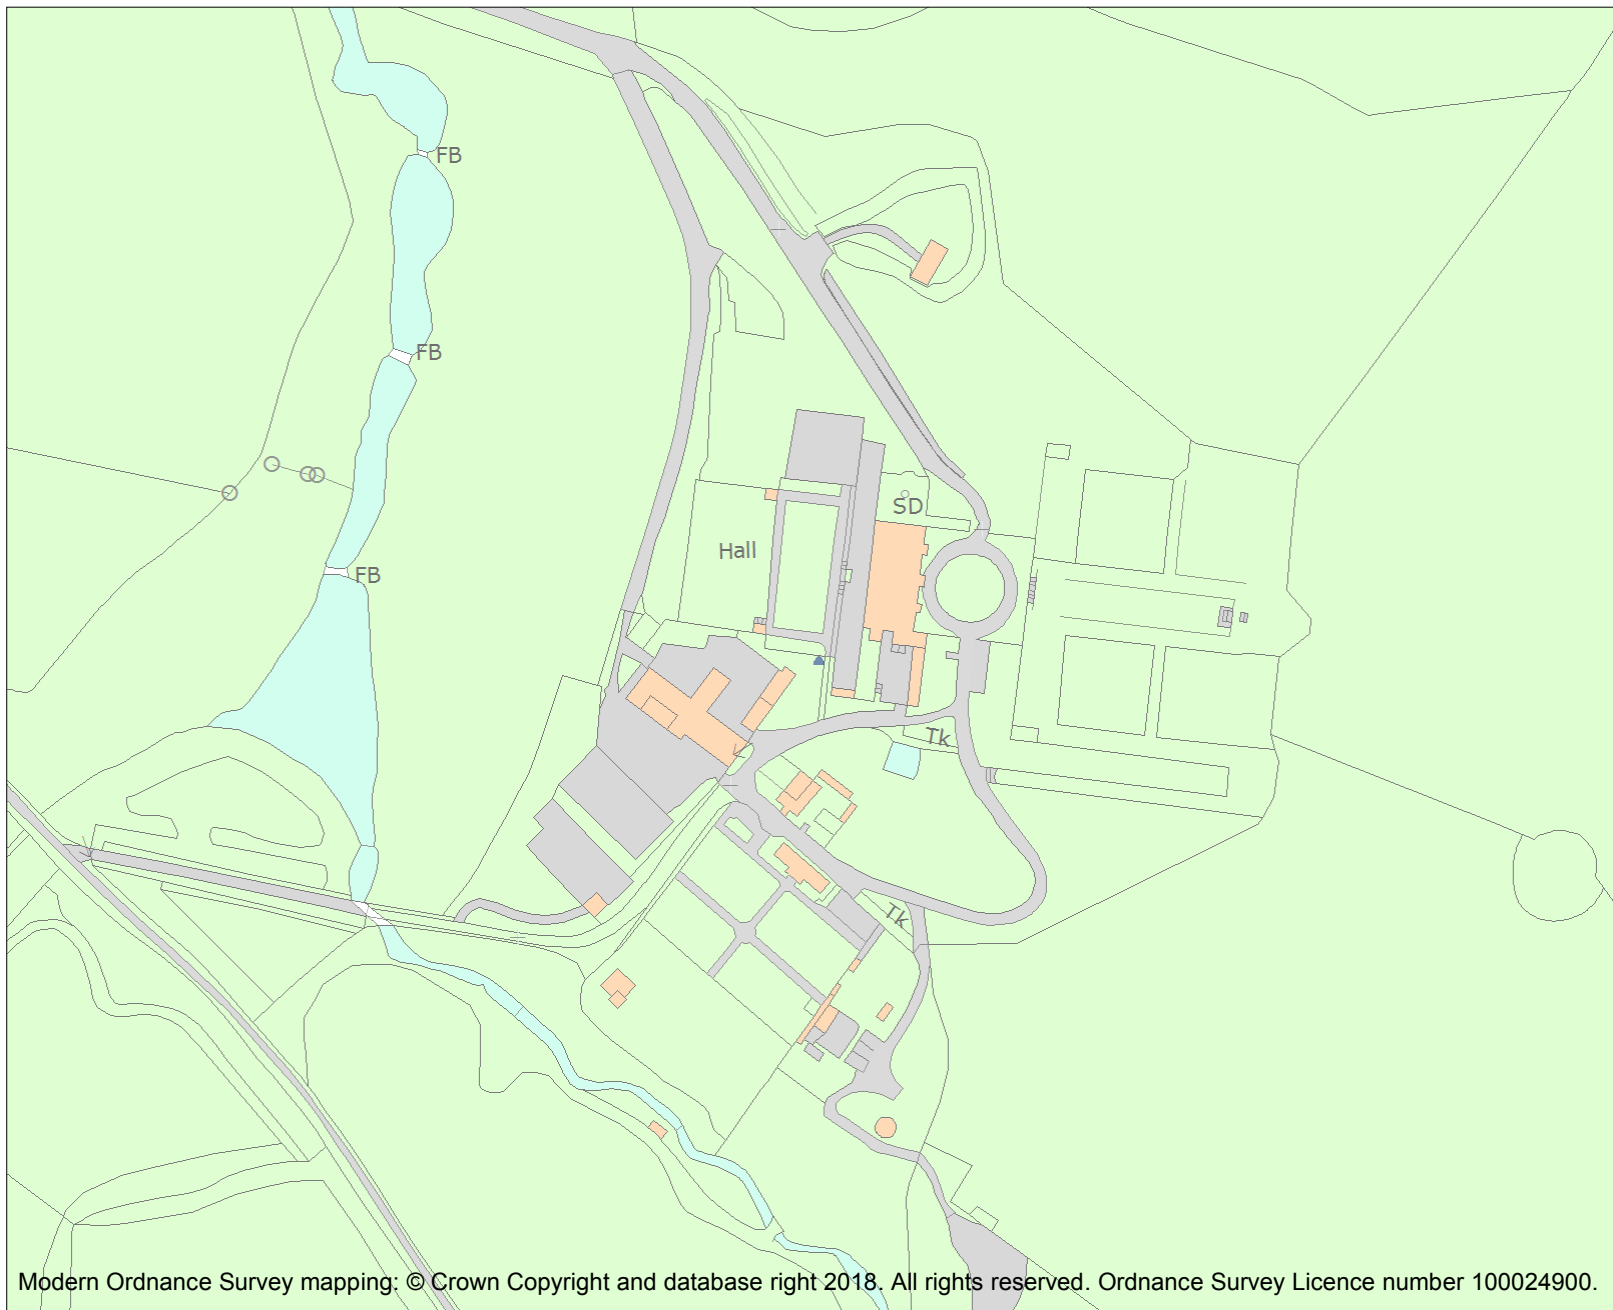 FB
FB
SD
Hall
FB
Tk
Tk
Modern Ordnance Survey mapping: © Crown Copyright and database right 2018. All rights reserved. Ordnance Survey Licence number 100024900.